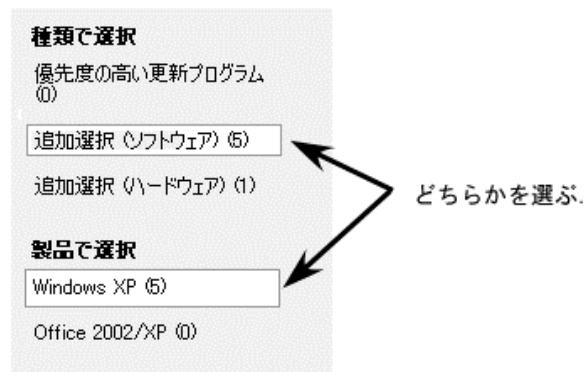 種類で選択
優先度の高い更新プログラム
(0)
追加選択 (ソフトウェア) (5)
追加選択 (ハードウェア) (1)
どちらかを選ぶ.
製品で選択
Windows XP (5)
Office 2002/XP (0)